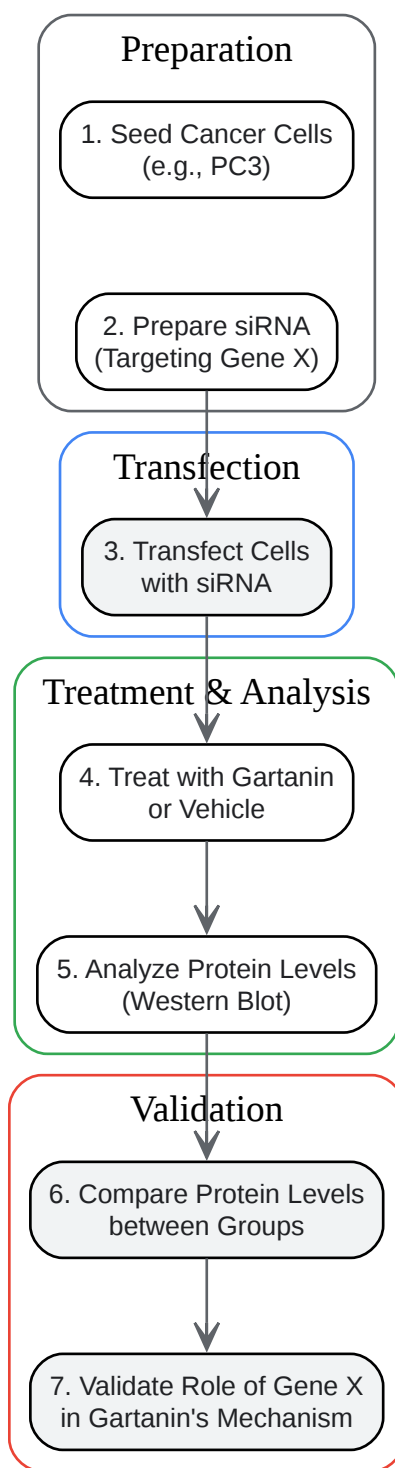 Preparation
1. Seed Cancer Cells
(e.g., PC3)
2. Prepare siRNA
(Targeting Gene X)
Transfection
3. Transfect Cells
with siRNA
Treatment & Analysis
4. Treat with Gartanin
or Vehicle
5. Analyze Protein Levels
(Western Blot)
Validation
6. Compare Protein Levels
between Groups
7. Validate Role of Gene X
in Gartanin's Mechanism